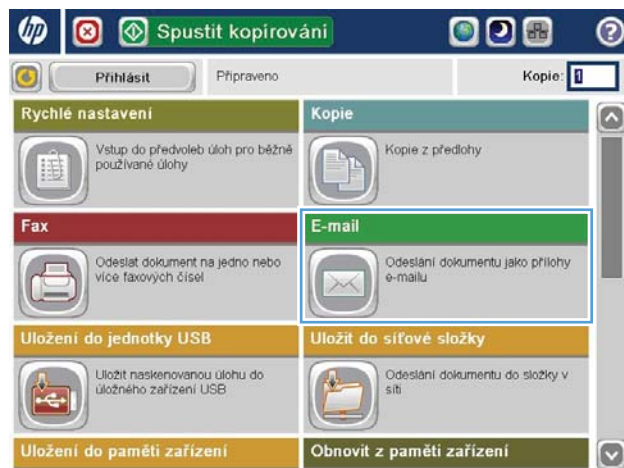 hp
Spustit kopírování
?
Přihlásit
Připraveno
Kopie: 1
Rychlé nastavení
Kopie
Vstup do předvoleb úloh pro běžně
používané úlohy
Kopie z předlohy
Fax
E-mail
Odeslat dokument na jedno nebo
více faxových čísel
Odeslání dokumentu jako přílohy
e-mailu
Uložení do jednotky USB
Uložit do síťové složky
Uložit naskenovanou úlohu do
úložného zařízení USB
Odeslání dokumentu do složky v
síti
Uložení do paměti zařízení
Obnovit z paměti zařízení